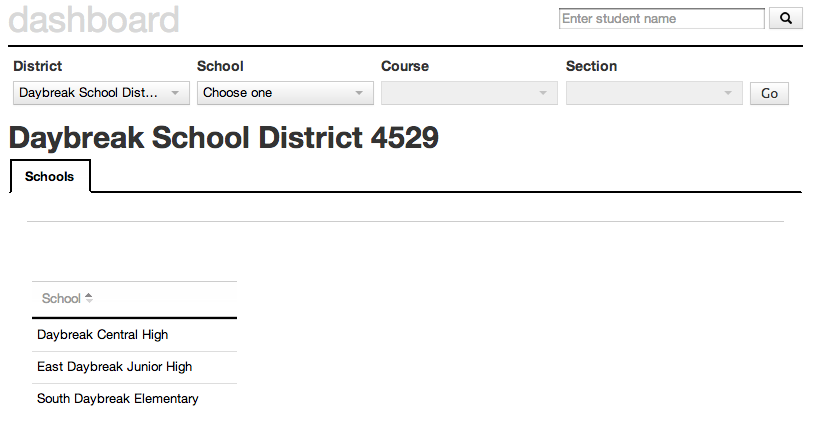 dashboard
Enter student name
District School Course Section
Daybreak School Dist... Choose one Go
Daybreak School District 4529
Schools
School
Daybreak Central High
East Daybreak Junior High
South Daybreak Elementary